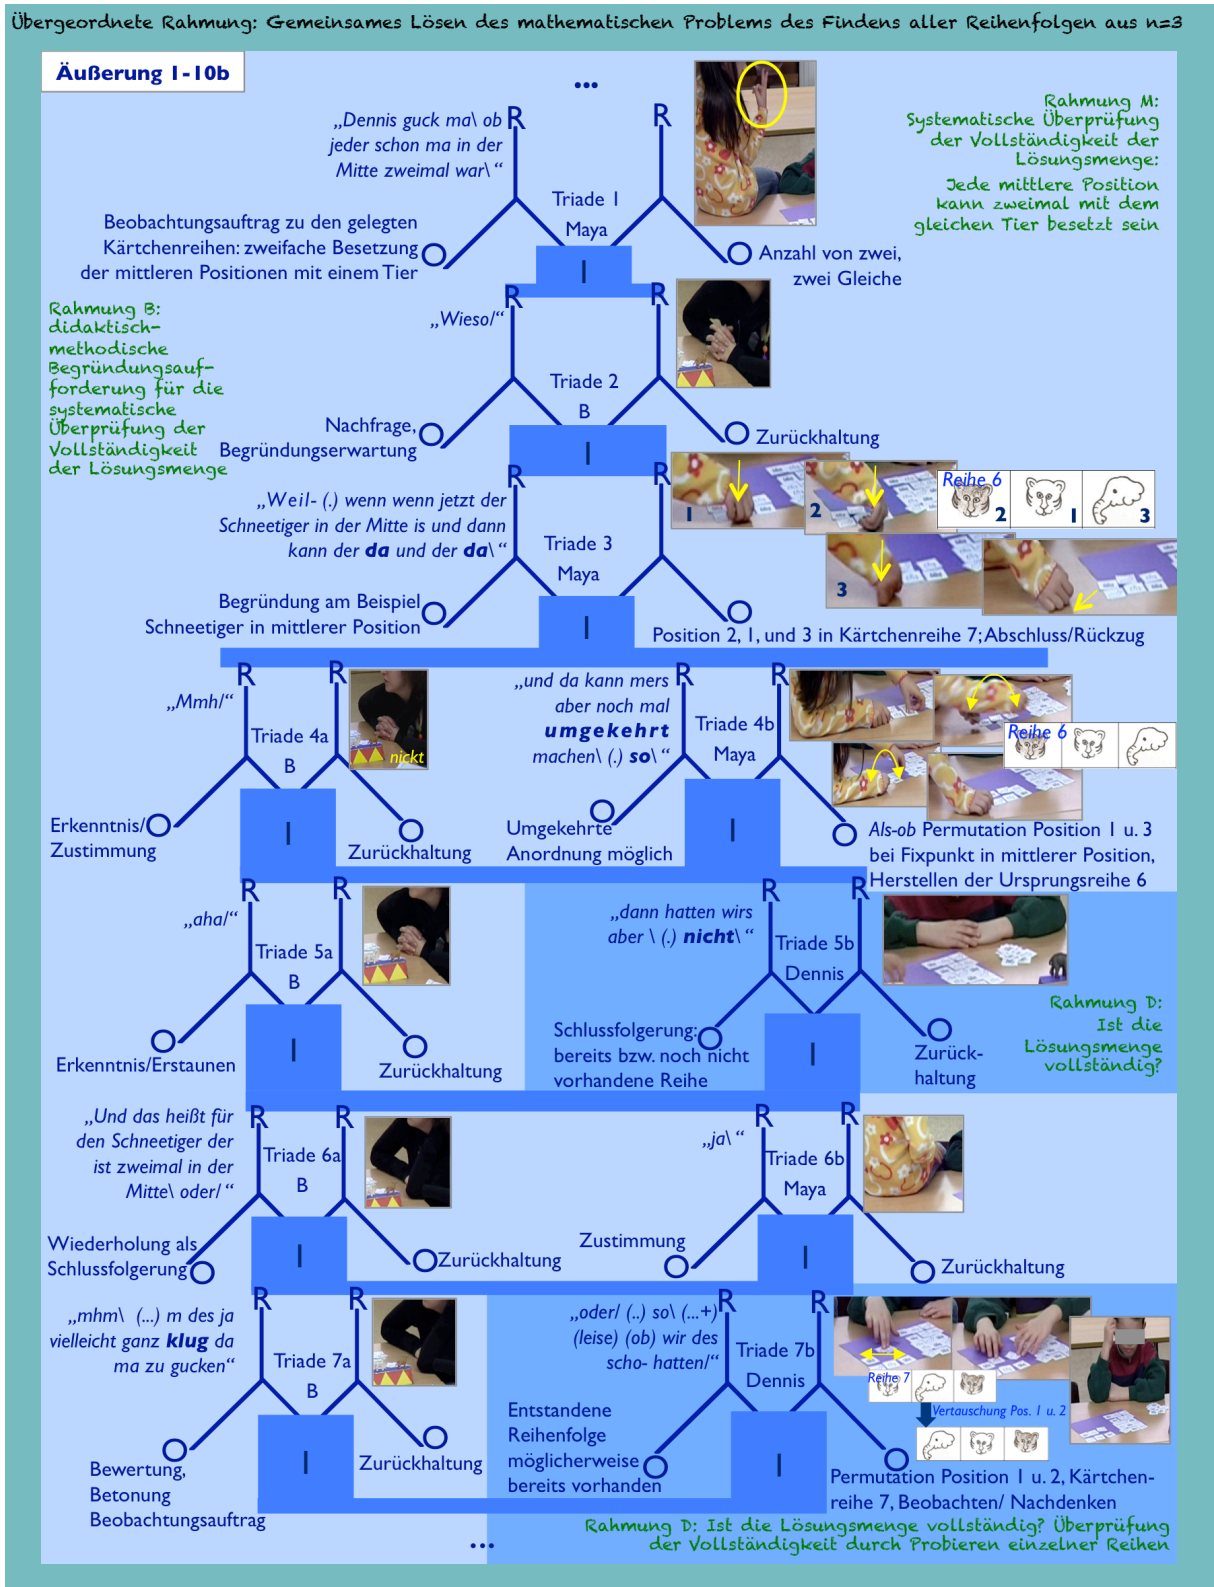 Übergeordnete Rahmung: Gemeinsames Lösen des mathematischen Problems des Findens aller Reihenfolgen aus n=3
Äußerung 1-10b
...
„Dennis guck ma\ ob
jeder schon ma in der
Mitte zweimal war\ “
R
R
Rahmung M:
Systematische Überprüfung
der Vollständigkeit der
Lösungsmenge:
Jede mittlere Position
kann zweimal mit dem
gleichen Tier besetzt sein
Triade 1
Maya
Beobachtungsauftrag zu den gelegten
Kärtchenreihen: zweifache Besetzung
der mittleren Positionen mit einem Tier
Anzahl von zwei,
zwei Gleiche
I
Rahmung B:
didaktisch-
methodische
Begründungsauf-
forderung für die
systematische
Überprüfung der
Vollständigkeit
der Lösungsmenge
R
R
„Wieso/“
Triade 2
B
Nachfrage,
Begründungserwartung
Zurückhaltung
I
R
R
„Weil- (.) wenn wenn jetzt der
Schneetiger in der Mitte is und dann
kann der da und der da\ “
1
2
Reihe 6
2
1
3
3
Triade 3
Maya
Begründung am Beispiel
Schneetiger in mittlerer Position
I
Position 2, 1, und 3 in Kärtchenreihe 7; Abschluss/Rückzug
R
R
„Mmh/“
nickt
Triade 4a
B
Erkenntnis/
Zustimmung
Zurückhaltung
I
R
R
„und da kann mers
aber noch mal
umgekehrt
machen\ (.) so\ “
Triade 4b
Maya
Reihe 6
Umgekehrte
Anordnung möglich
I
Als-ob Permutation Position 1 u. 3
bei Fixpunkt in mittlerer Position,
Herstellen der Ursprungsreihe 6
R
R
„aha/“
Triade 5a
B
Erkenntnis/Erstaunen
Zurückhaltung
I
R
R
„dann hatten wirs
aber \ (.) nicht\ “
Triade 5b
Dennis
Schlussfolgerung:
bereits bzw. noch nicht
vorhandene Reihe
Zurück-
haltung
I
Rahmung D:
Ist die
Lösungsmenge
vollständig?
R
R
„Und das heißt für
den Schneetiger der
ist zweimal in der
Mitte\ oder/ “
Triade 6a
B
Wiederholung als
Schlussfolgerung
Zurückhaltung
I
R
R
„ja\ “
Triade 6b
Maya
Zustimmung
Zurückhaltung
I
R
R
„mhm\ (...) m des ja
vielleicht ganz klug da
ma zu gucken“
Triade 7a
B
Bewertung,
Betonung
Beobachtungsauftrag
Zurückhaltung
I
R
R
„oder/ (..) so\ (...+)
(leise) (ob) wir des
scho- hatten/“
Triade 7b
Dennis
Reihe 7
Vertauschung Pos. 1 u. 2
Entstandene
Reihenfolge
möglicherweise
bereits vorhanden
I
Permutation Position 1 u. 2, Kärtchen-
reihe 7, Beobachten/ Nachdenken
Rahmung D: Ist die Lösungsmenge vollständig? Überprüfung
der Vollständigkeit durch Probieren einzelner Reihen
...